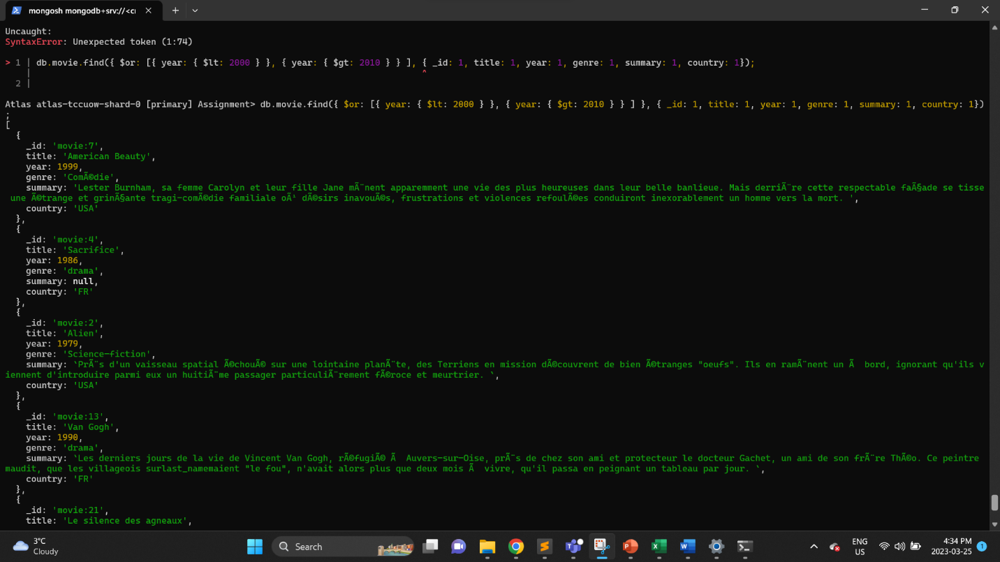 mongosh mongodb+srv://<cr
Uncaught:
SyntaxError: Unexpected token (1:74)
> 1 | db.movie.find({ $or: [{ year: { $lt: 2000 } }, { year: { $gt: 2010 } } ], { _id: 1, title: 1, year: 1, genre: 1, summary: 1, country: 1});
| ^
2 |
Atlas atlas-tccuow-shard-0 [primary] Assignment> db.movie.find({ $or: [{ year: { $lt: 2000 } }, { year: { $gt: 2010 } } ] }, { _id: 1, title: 1, year: 1, genre: 1, summary: 1, country: 1})
;
[
{
_id: 'movie:7',
title: 'American Beauty',
year: 1999,
genre: 'ComÃ©die',
summary: 'Lester Burnham, sa femme Carolyn et leur fille Jane mÃ¨nent apparemment une vie des plus heureuses dans leur belle banlieue. Mais derriÃ¨re cette respectable faÃ§ade se tisse
une Ã©trange et grinÃ§ante tragi-comÃ©die familiale oÃ¹ dÃ©sirs inavouÃ©s, frustrations et violences refoulÃ©es conduiront inexorablement un homme vers la mort. ',
country: 'USA'
},
{
_id: 'movie:4',
title: 'Sacrifice',
year: 1986,
genre: 'drama',
summary: null,
country: 'FR'
},
{
_id: 'movie:2',
title: 'Alien',
year: 1979,
genre: 'Science-fiction',
summary: `PrÃ¨s d'un vaisseau spatial Ã©chouÃ© sur une lointaine planÃ¨te, des Terriens en mission dÃ©couvrent de bien Ã©tranges "oeufs". Ils en ramÃ¨nent un Ã  bord, ignorant qu'ils v
iennent d'introduire parmi eux un huitiÃ¨me passager particuliÃ¨rement fÃ©roce et meurtrier. `,
country: 'USA'
},
{
_id: 'movie:13',
title: 'Van Gogh',
year: 1990,
genre: 'drama',
summary: `Les derniers jours de la vie de Vincent Van Gogh, rÃ©fugiÃ© Ã  Auvers-sur-Oise, prÃ¨s de chez son ami et protecteur le docteur Gachet, un ami de son frÃ¨re ThÃ©o. Ce peintre
maudit, que les villageois surlast_namemaient "le fou", n'avait alors plus que deux mois Ã  vivre, qu'il passa en peignant un tableau par jour. `,
country: 'FR'
},
{
_id: 'movie:21',
title: 'Le silence des agneaux',
3°C
Cloudy
Search
ENG
US
4:34 PM
2023-03-25
1